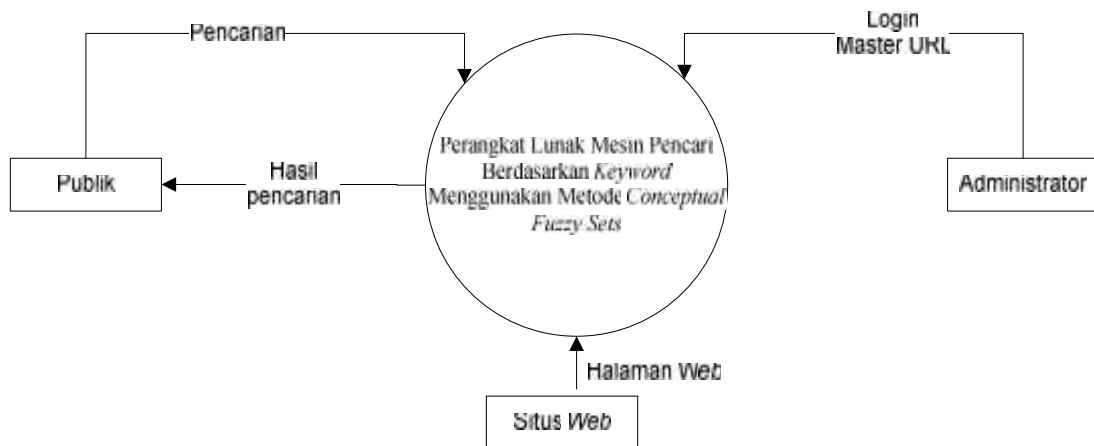 Pencarian
Login
Master URL
Perangkat Lunak Mesin Pencari
Berdasarkan Keyword
Menggunakan Metode Conceptual
Fuzzy Sets
Publik
Hasil
pencarian
Administrator
Halaman Web
Situs Web